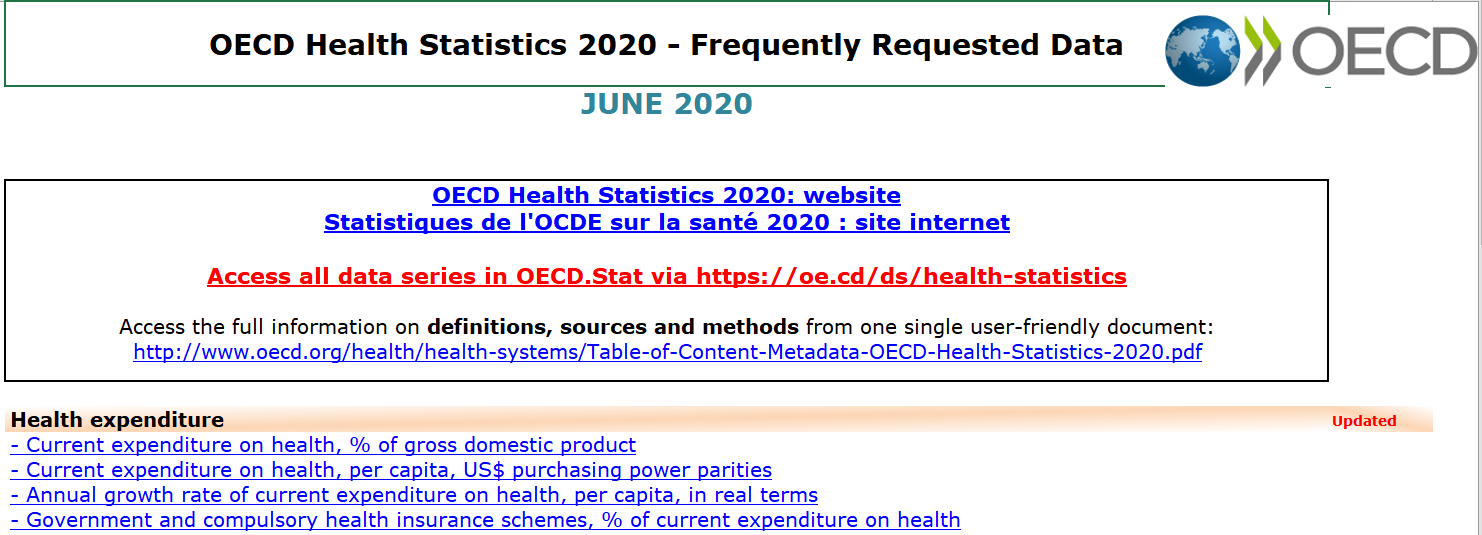 OECD Health Statistics 2020 - Frequently Requested Data
OECD
JUNE 2020
OECD Health Statistics 2020: website
Statistiques de l'OCDE sur la santé 2020 : site internet
Access all data series in OECD.Stat via https://oe.cd/ds/health-statistics
Access the full information on definitions, sources and methods from one single user-friendly document:
http://www.oecd.org/health/health-systems/Table-of-Content-Metadata-OECD-Health-Statistics-2020.pdf
Health expenditure Updated
- Current expenditure on health, % of gross domestic product
- Current expenditure on health, per capita, US$ purchasing power parities
- Annual growth rate of current expenditure on health, per capita, in real terms
- Government and compulsory health insurance schemes, % of current expenditure on health